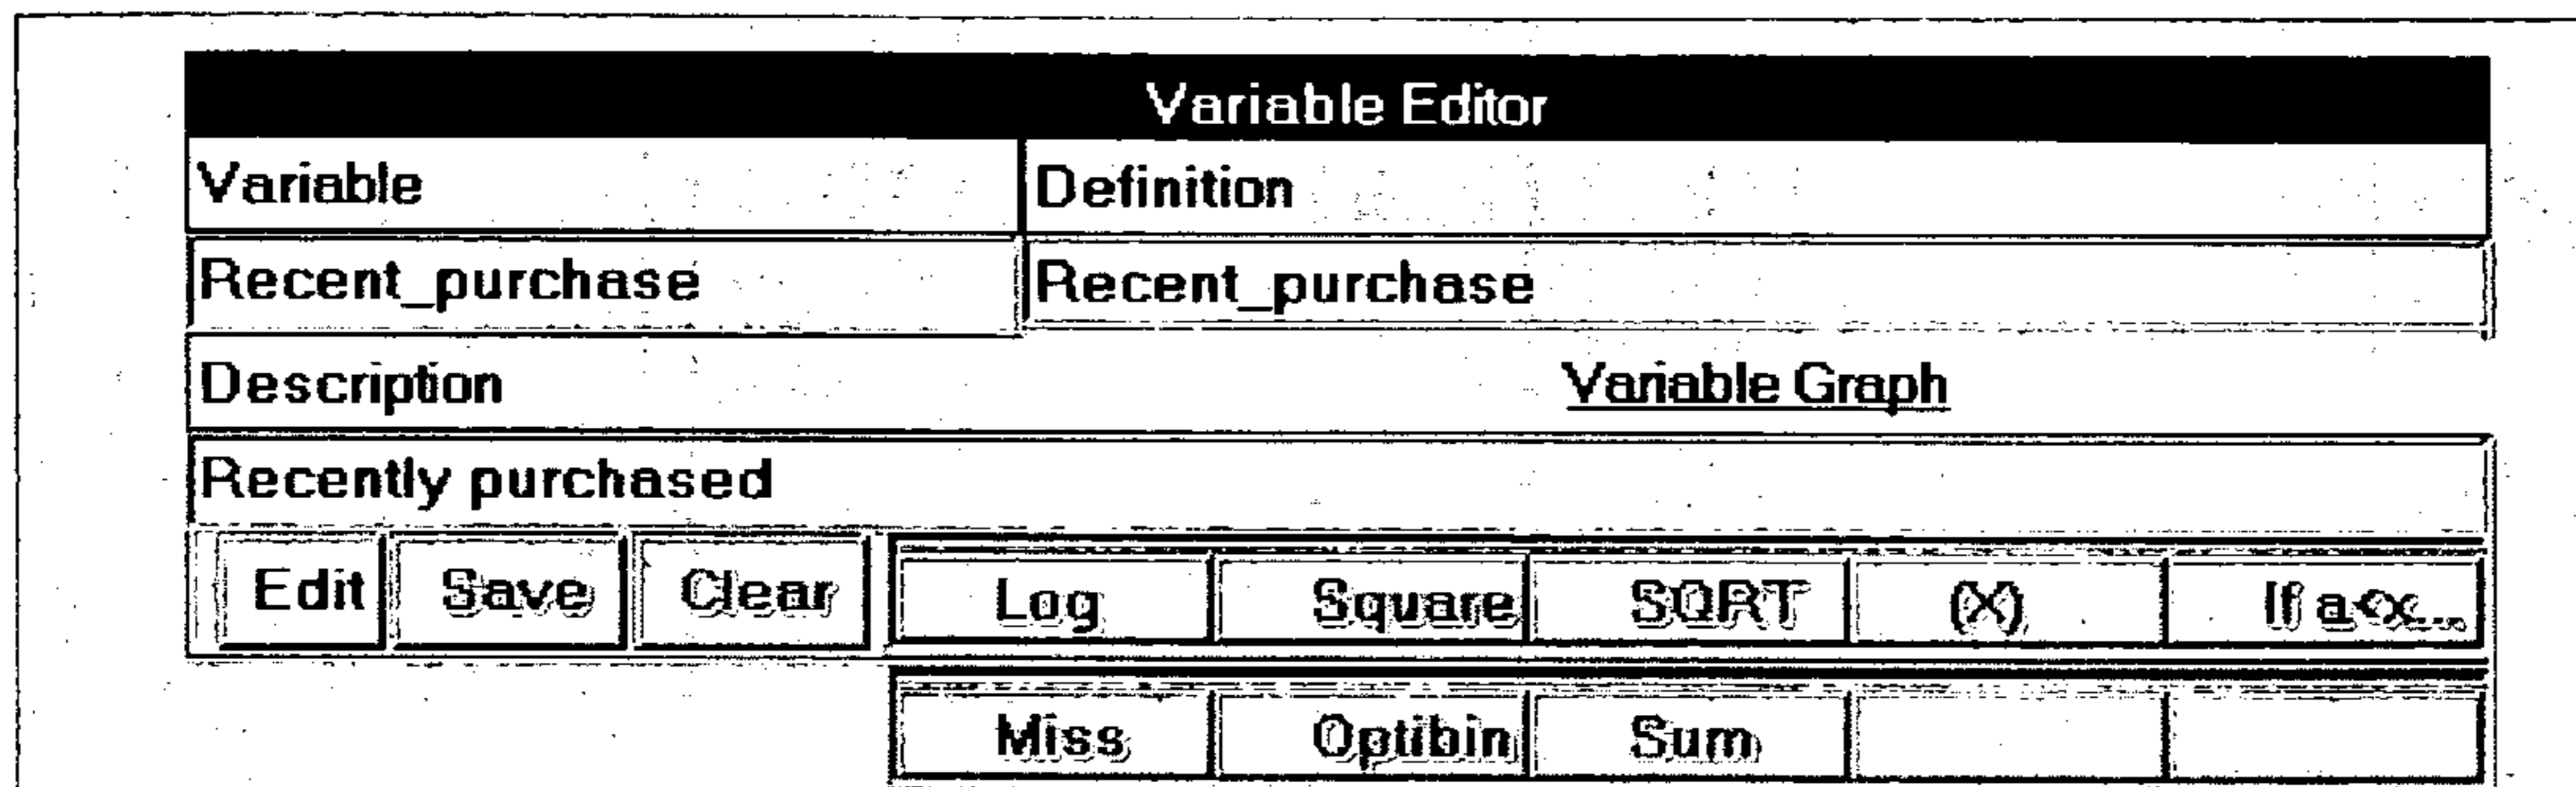 Variable Editor
Variable Definition
Recent_purchase Recent_purchase
Description Variable Graph
Recently purchased
Edit Save Clear Log Square SQRT (X) If a<x...
Miss Optibin Sum